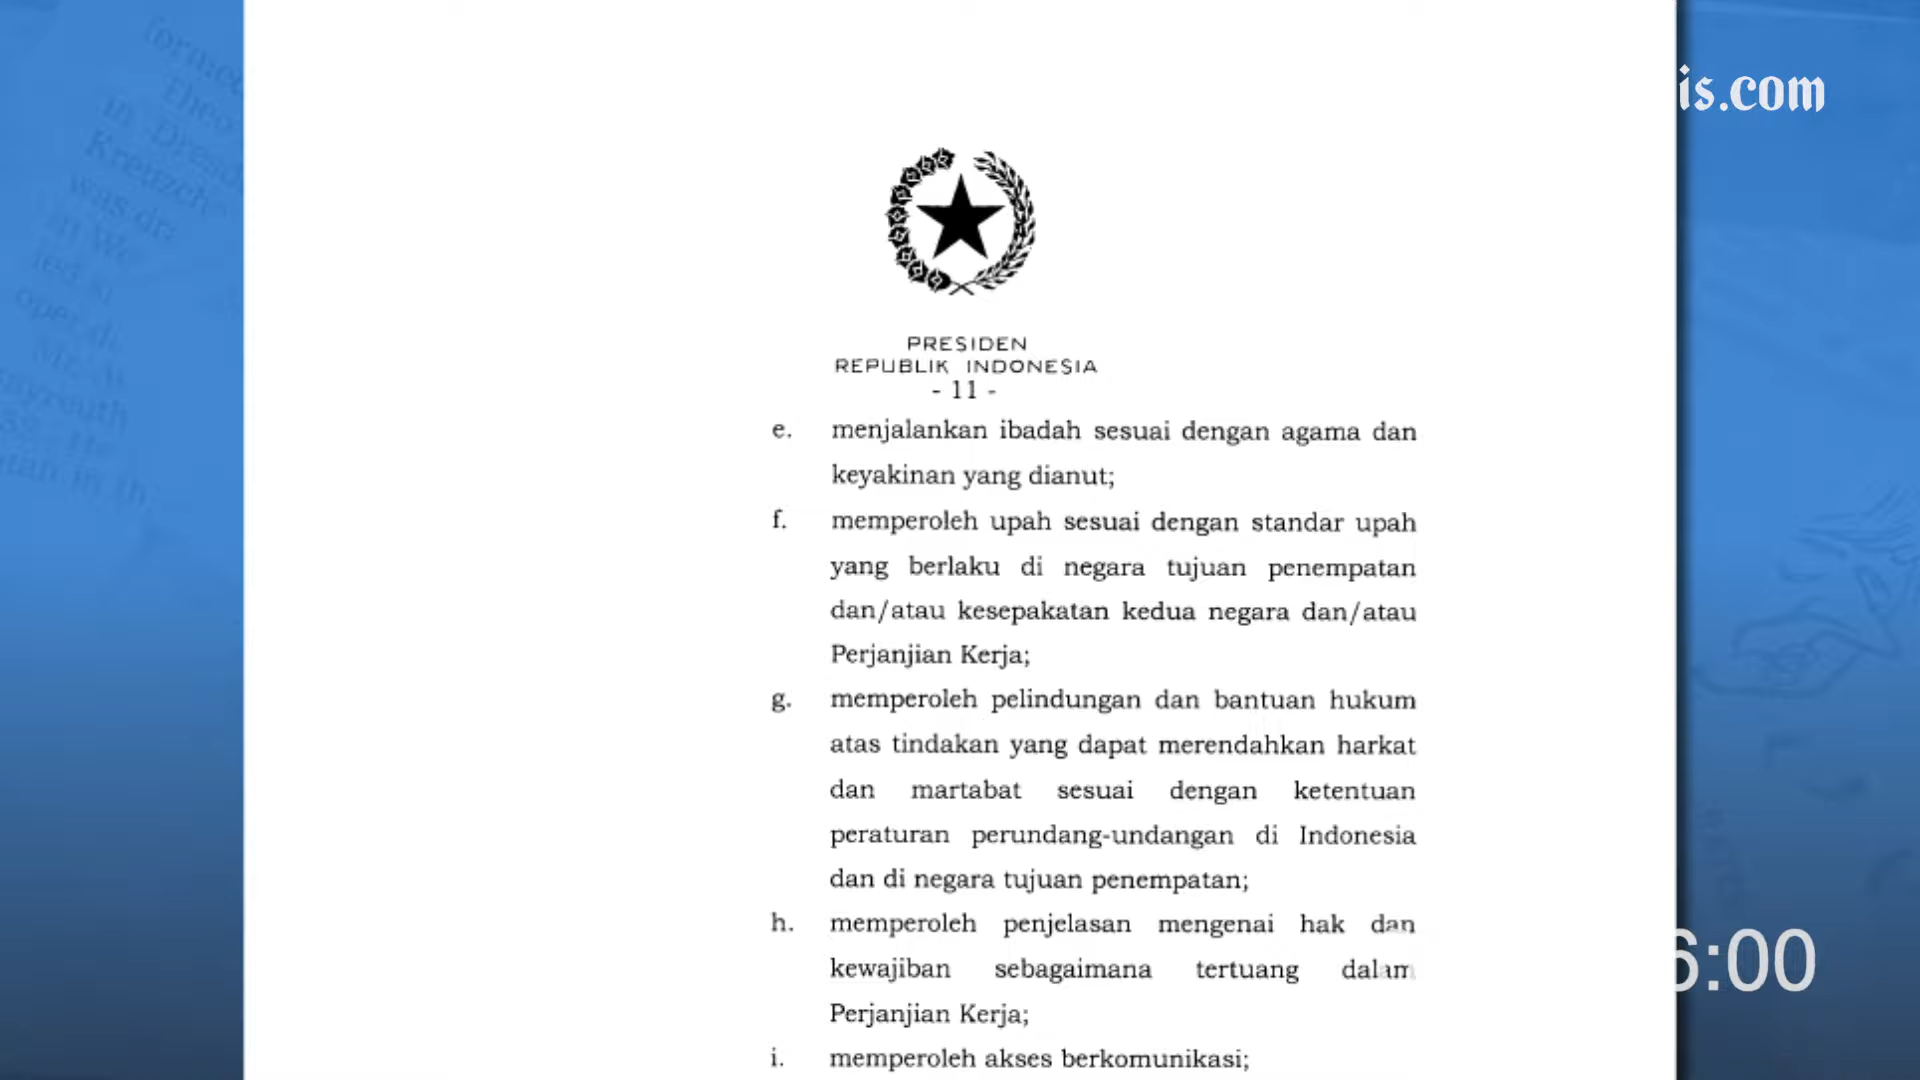 is.com
PRESIDEN
REPUBLIK INDONESIA
- 11 -
e. menjalankan ibadah sesuai dengan agama dan
keyakinan yang dianut;
f. memperoleh upah sesuai dengan standar upah
yang berlaku di negara tujuan penempatan
dan/atau kesepakatan kedua negara dan/atau
Perjanjian Kerja;
g. memperoleh pelindungan dan bantuan hukum
atas tindakan yang dapat merendahkan harkat
dan martabat sesuai dengan ketentuan
peraturan perundang-undangan di Indonesia
dan di negara tujuan penempatan;
h. memperoleh penjelasan mengenai hak dan
kewajiban sebagaimana tertuang dalam
Perjanjian Kerja;
6:00
i. memperoleh akses berkomunikasi;